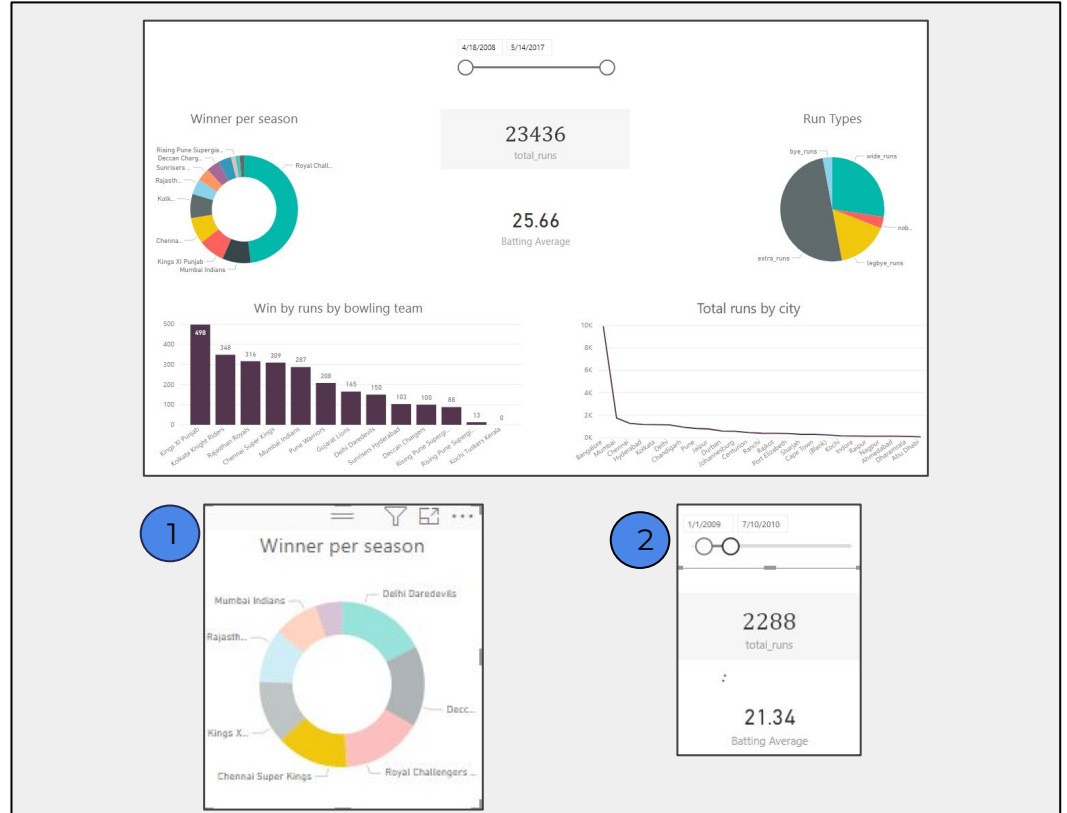 4/18/2008 5/14/2017
Winner per season
Rising Pune Supergia...
Deccan Charg...
Sunrisers ...
Rajasth...
Kolk...
Chenna...
Kings XI Punjab
Mumbai Indians
Royal Chall...
23436
total_runs
25.66
Batting Average
Run Types
bye_runs
wide_runs
nob...
legbye_runs
extra_runs
Win by runs by bowling team
500
400
300
200
100
0
498
348
316
309
287
208
165
150
103
100
88
13
0
Kings XI Punjab
Kolkata Knight Riders
Rajasthan Royals
Chennai Super Kings
Mumbai Indians
Pune Warriors
Gujarat Lions
Delhi Daredevils
Sunrisers Hyderabad
Deccan Chargers
Rising Pune Supergi...
Rising Pune Supergi...
Kochi Tuskers Kerala
Total runs by city
10K
8K
6K
4K
2K
0K
Bangalore
Mumbai
Chennai
Hyderabad
Kolkata
Delhi
Chandigarh
Pune
Jaipur
Durban
Johannesburg
Centurion
Ranchi
Rajkot
Port Elizabeth
Sharjah
Cape Town
(Blank)
Kochi
Indore
Raipur
Nagpur
Ahmedabad
Dharamshala
Abu Dhabi
1
Winner per season
Mumbai Indians
Delhi Daredevils
Rajasth...
Decc...
Kings X...
Chennai Super Kings
Royal Challengers ...
2
1/1/2009 7/10/2010
2288
total_runs
:
21.34
Batting Average